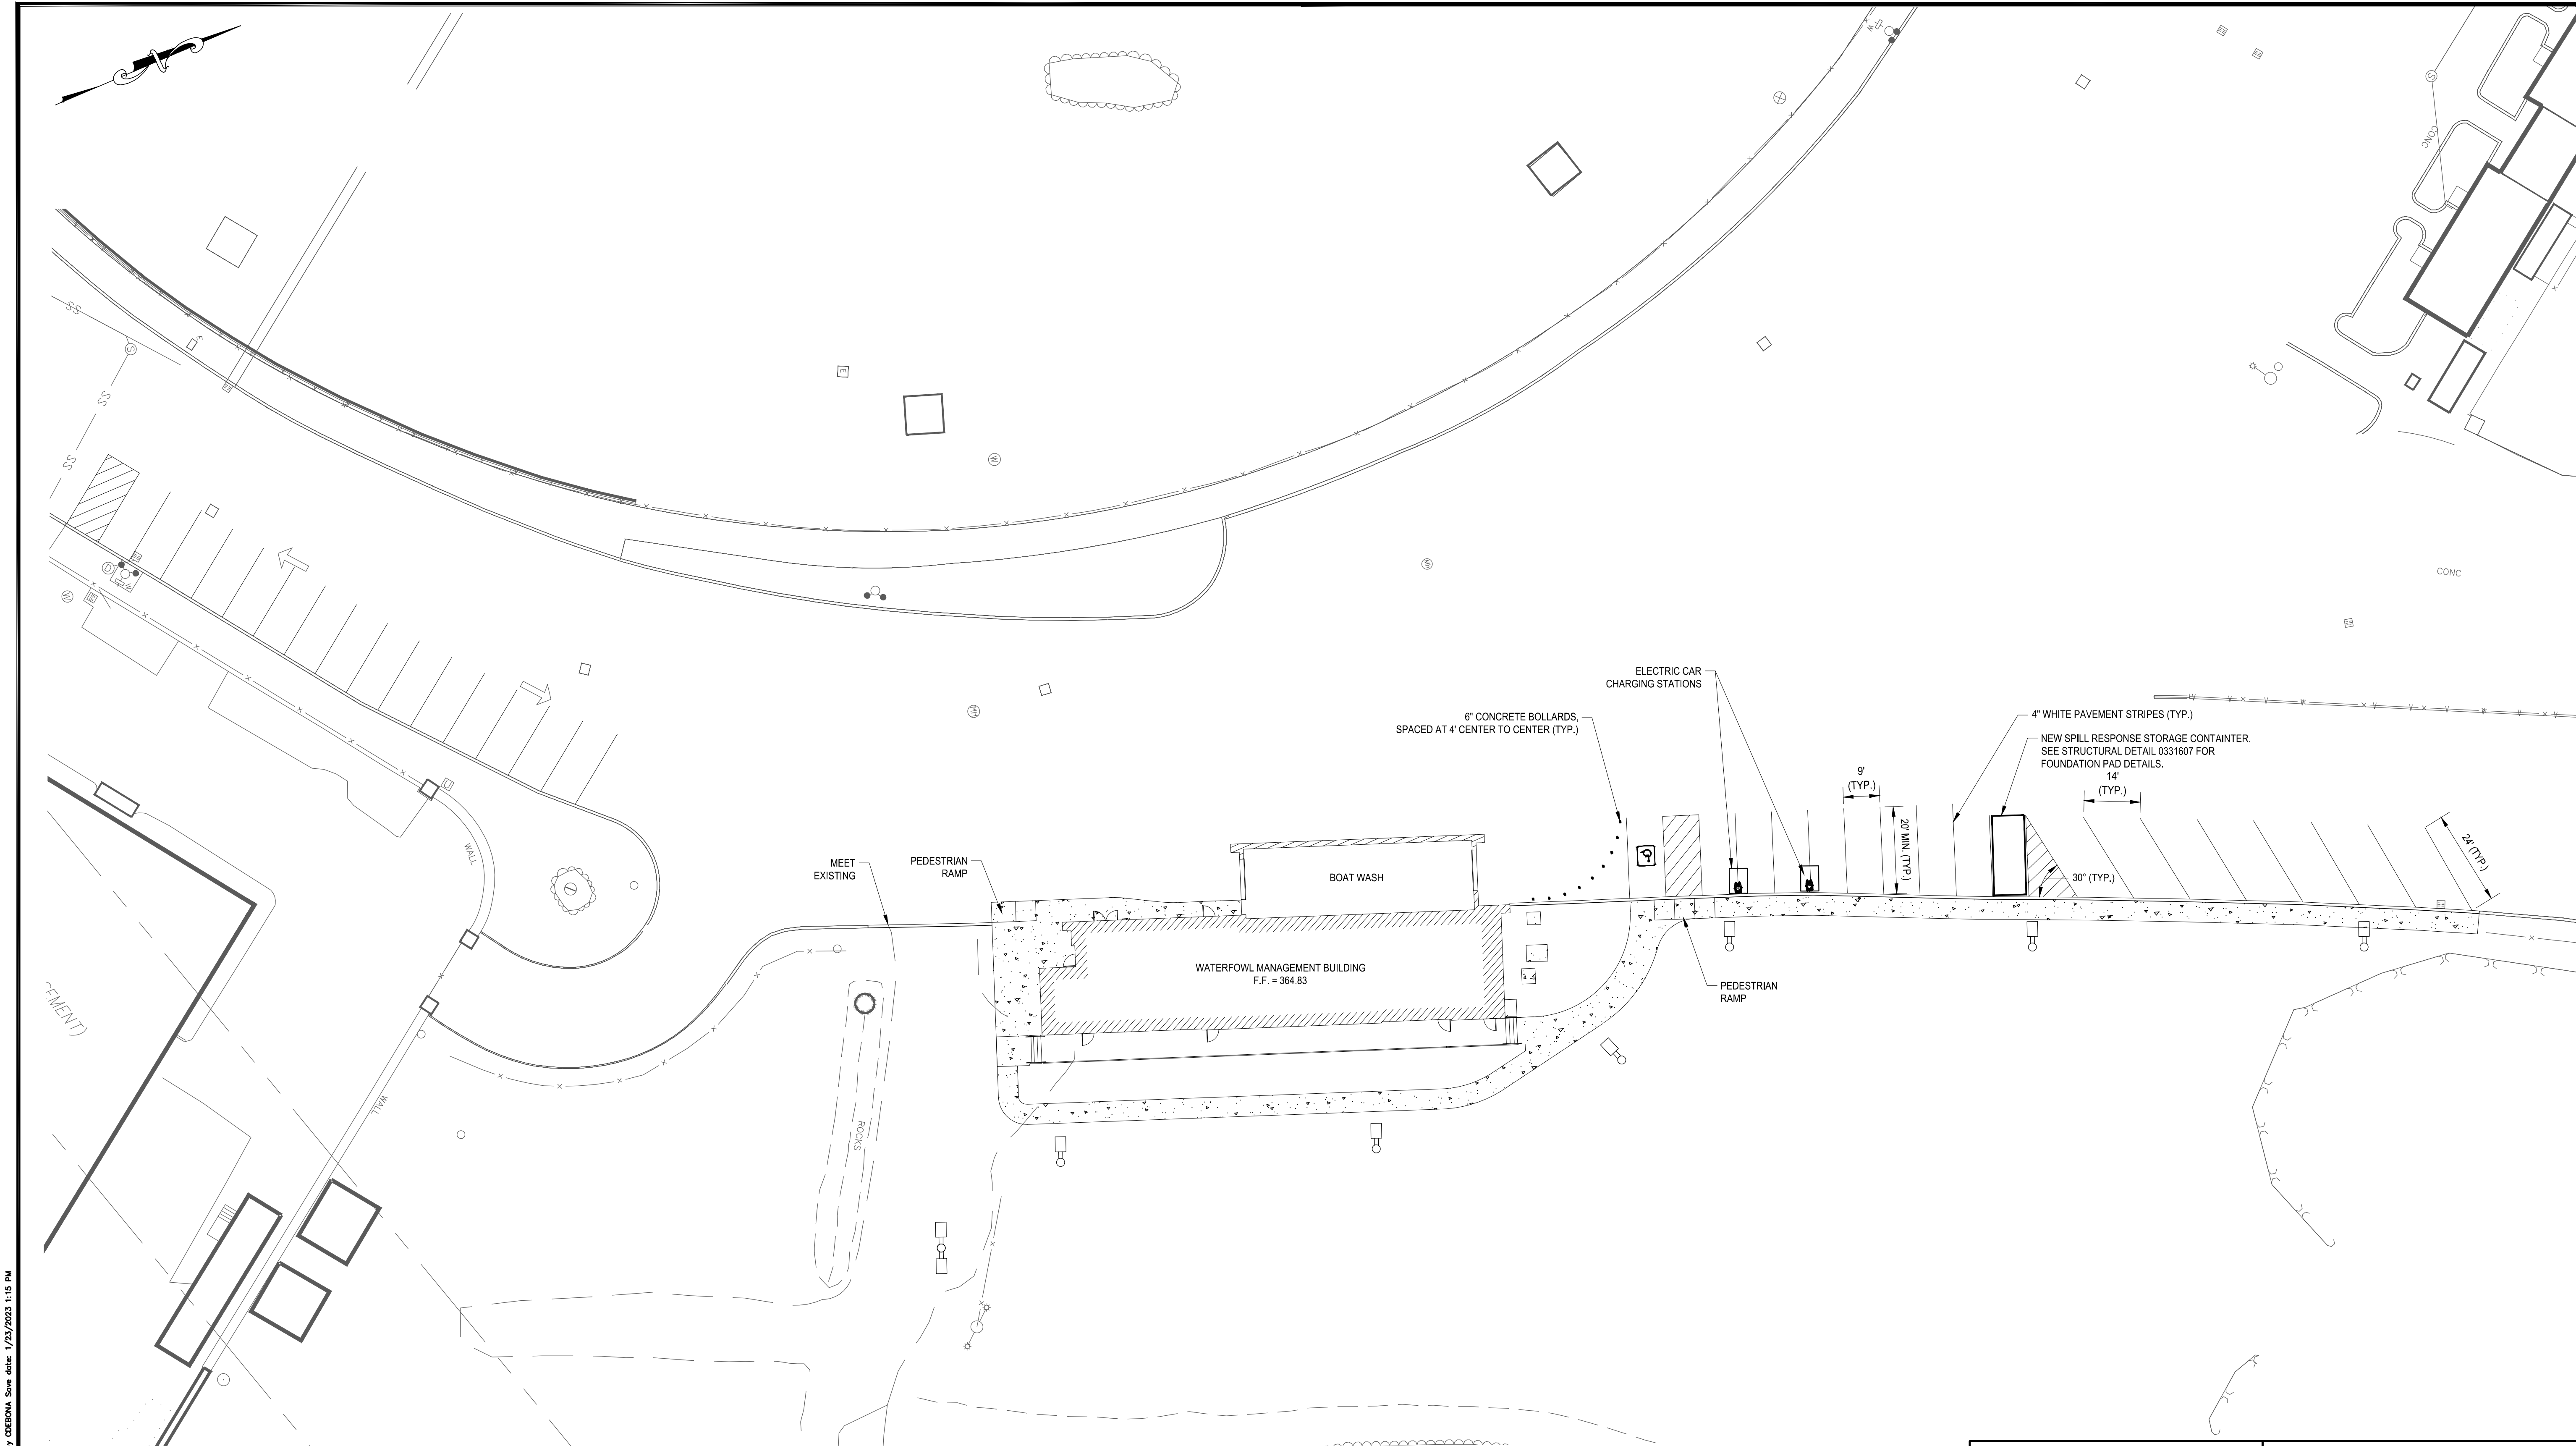 N
W
S
CONC
E
SS
S
SS
E
SS
W
D
W
CONC
ELECTRIC CAR
CHARGING STATIONS
6" CONCRETE BOLLARDS,
SPACED AT 4' CENTER TO CENTER (TYP.)
4" WHITE PAVEMENT STRIPES (TYP.)
NEW SPILL RESPONSE STORAGE CONTAINTER.
SEE STRUCTURAL DETAIL 0331607 FOR
FOUNDATION PAD DETAILS.
9'
(TYP.)
14'
(TYP.)
20' MIN. (TYP.)
24' (TYP.)
30° (TYP.)
MEET
EXISTING
PEDESTRIAN
RAMP
BOAT WASH
WALL
WATERFOWL MANAGEMENT BUILDING
F.F. = 364.83
PEDESTRIAN
RAMP
CEMENT)
WALL
ROCKS
CDEBONA Save date: 1/23/2023 1:15 PM